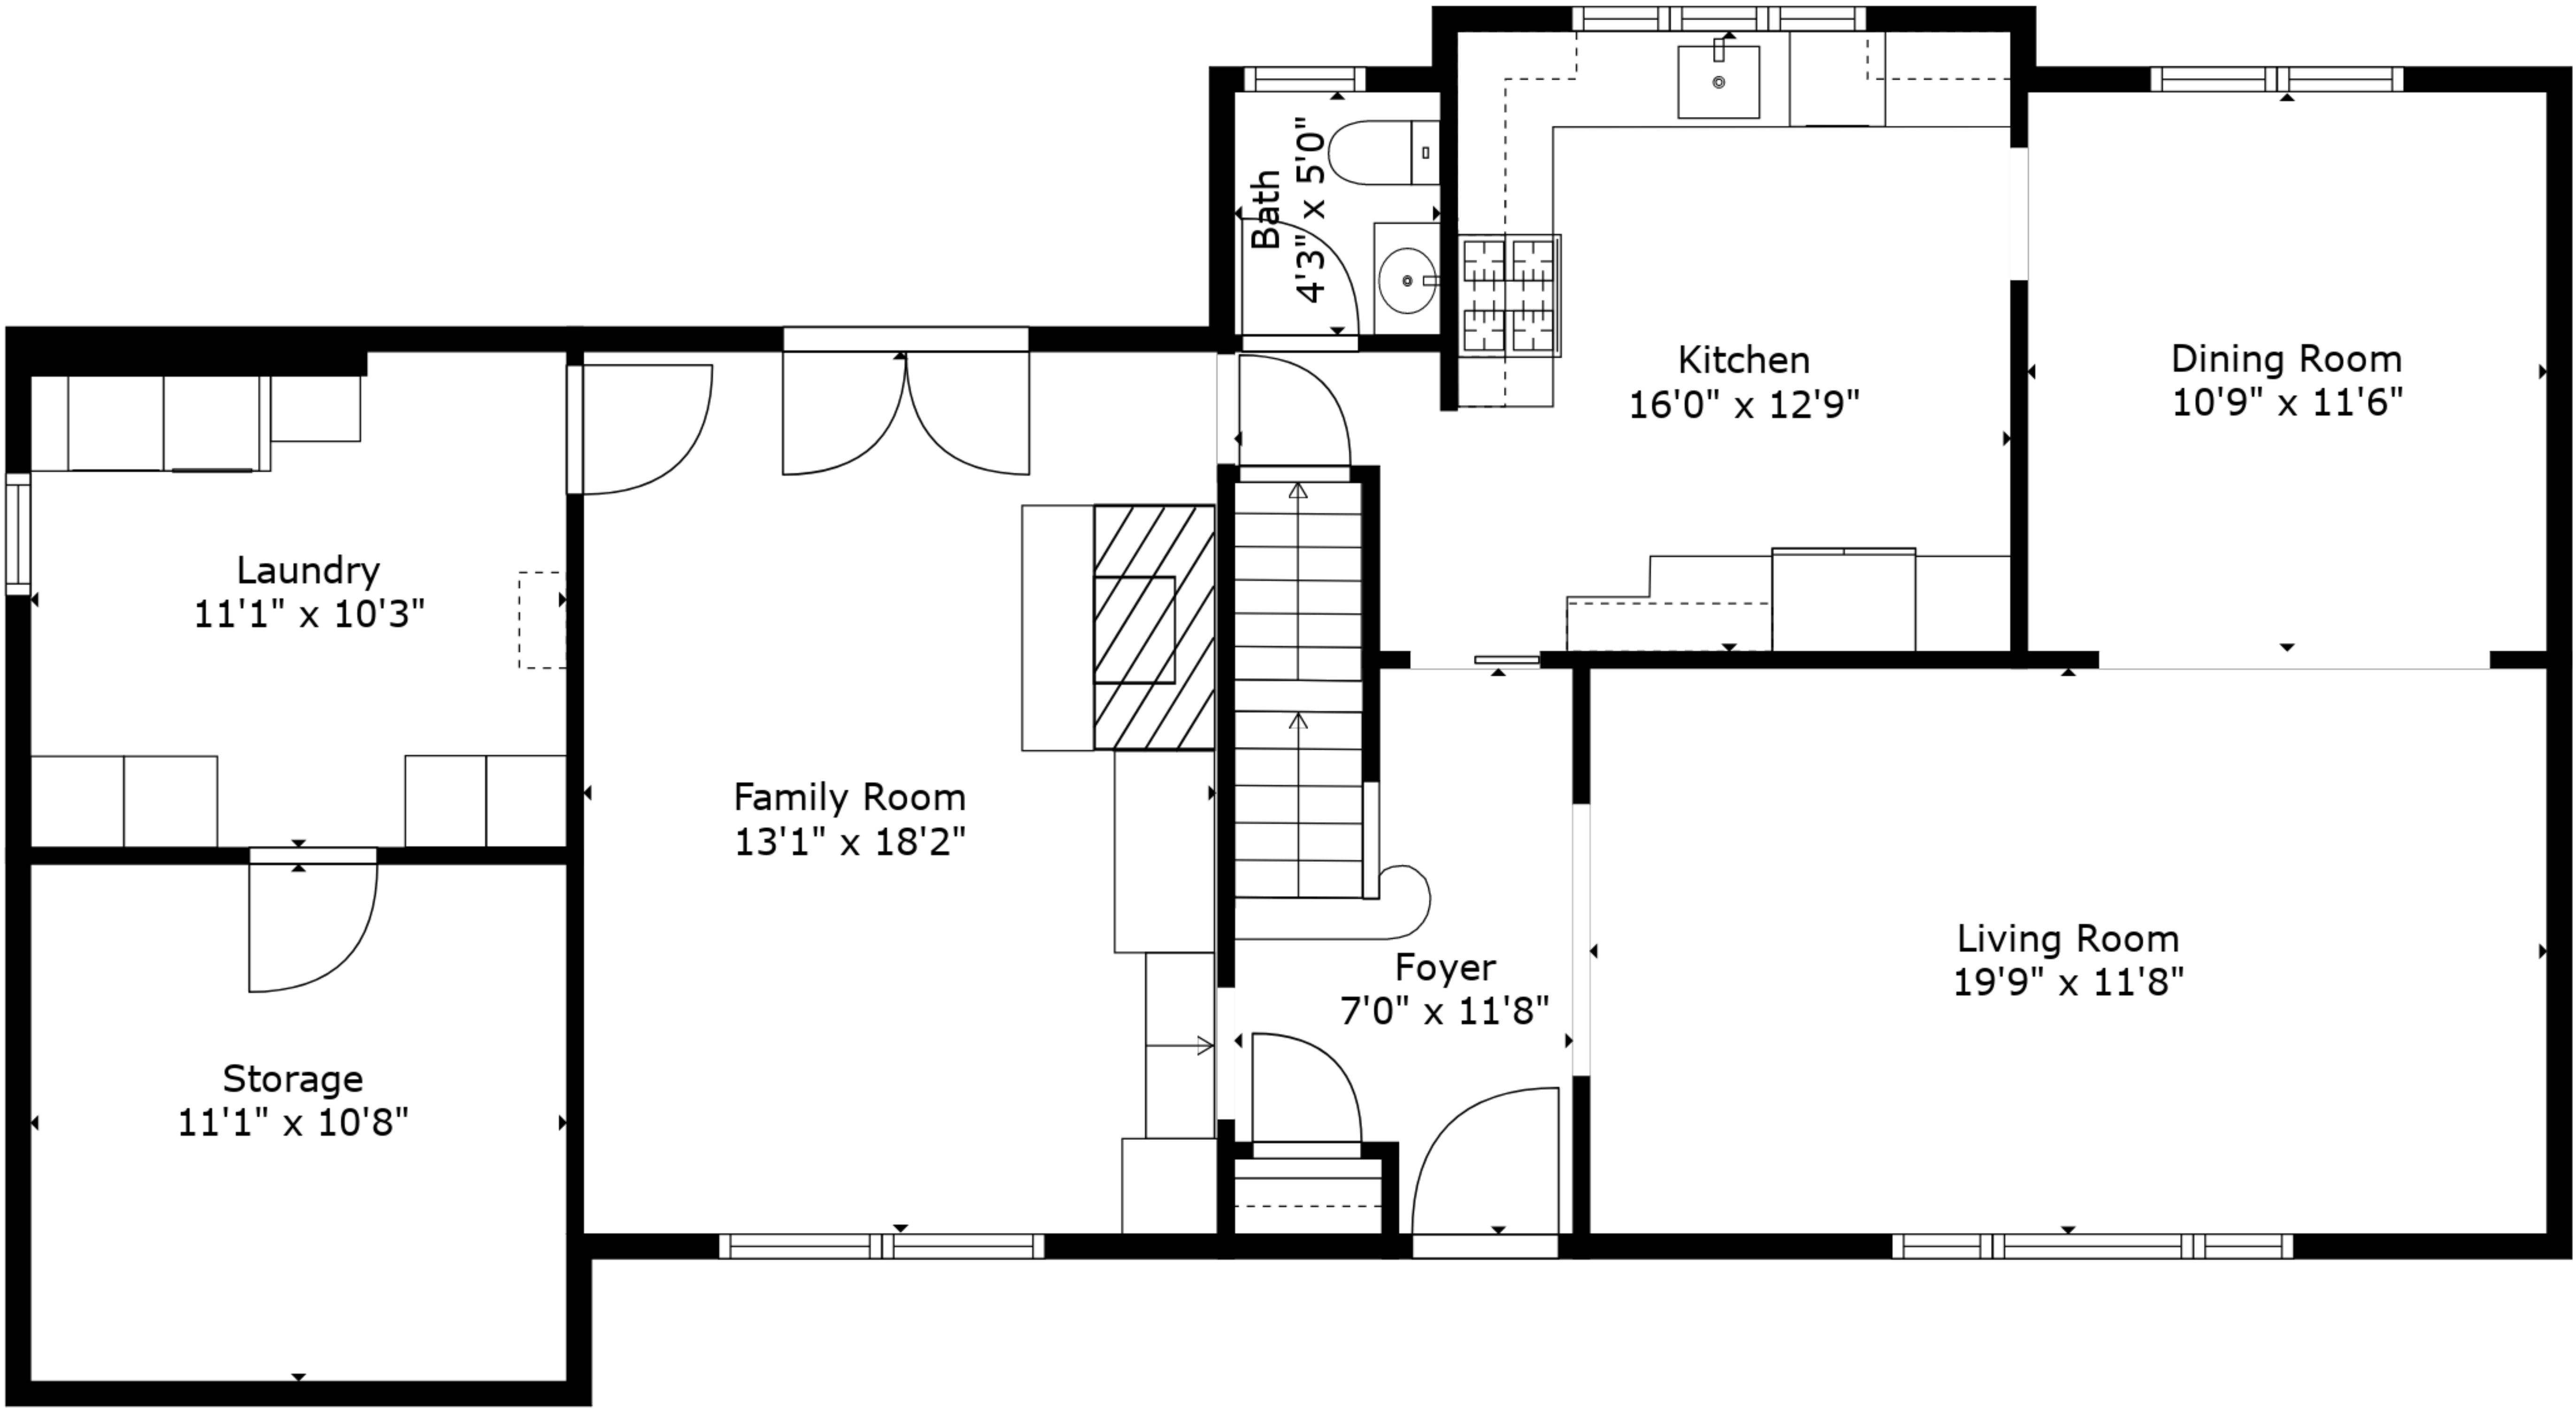 Bath
4'3" x 5'0"
Kitchen
16'0" x 12'9"
Dining Room
10'9" x 11'6"
Laundry
11'1" x 10'3"
Family Room
13'1" x 18'2"
Living Room
19'9" x 11'8"
Foyer
7'0" x 11'8"
Storage
11'1" x 10'8"